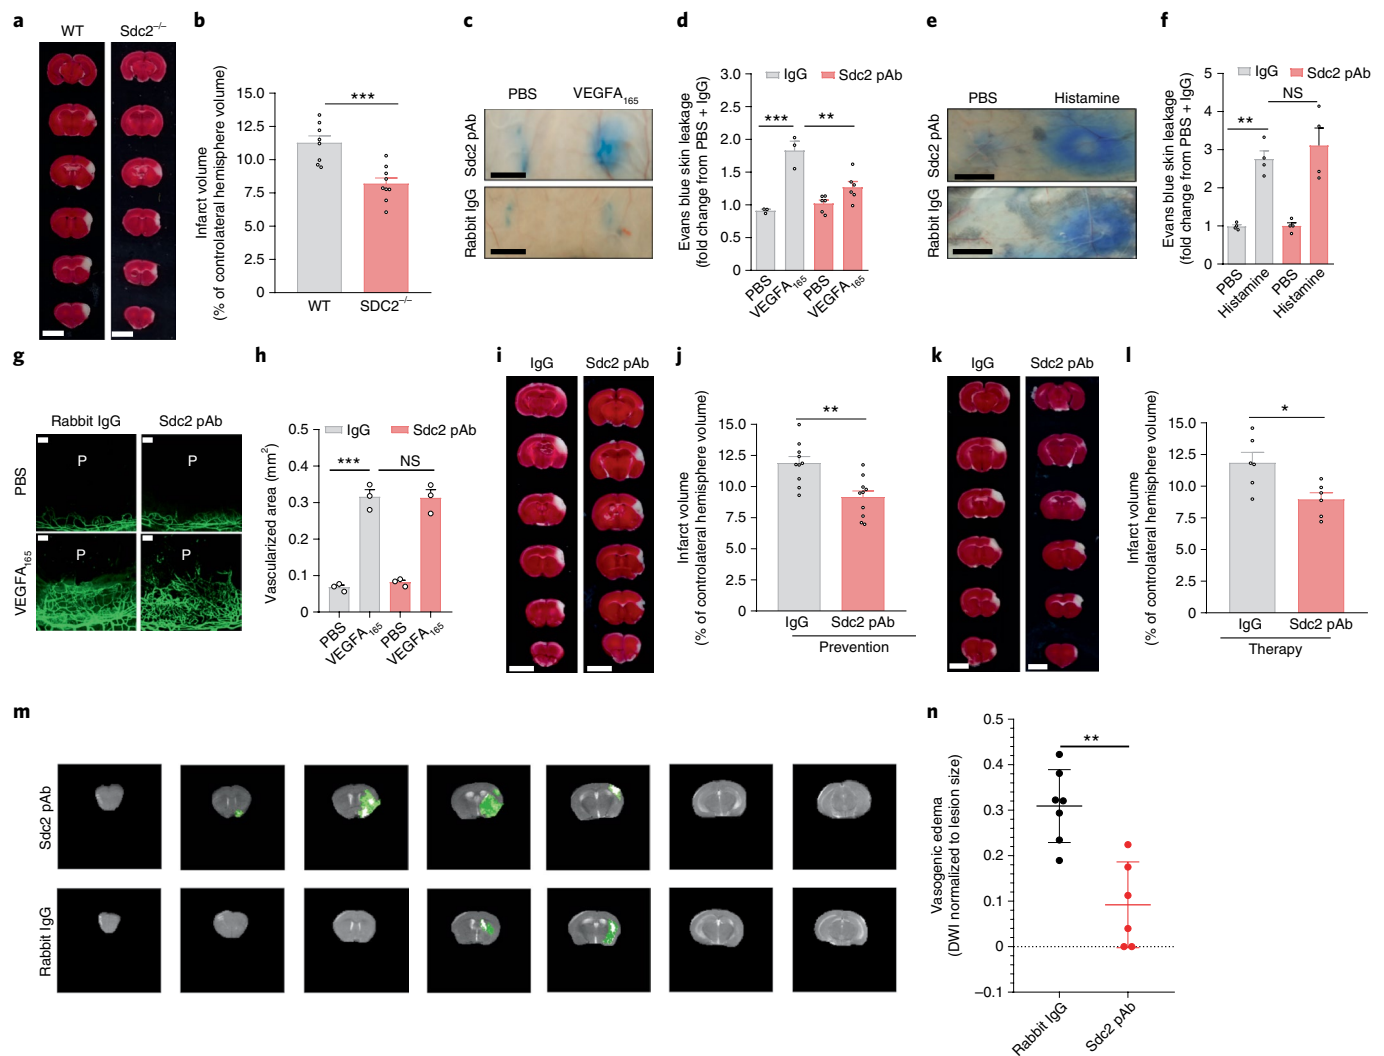 a
WT
Sdc2−/−
b
Infarct volume
(% of controlateral hemisphere volume)
15.0
12.5
10.0
7.5
5.0
2.5
0
***
WT
SDC2−/−
c
PBS
VEGFA165
Sdc2 pAb
Rabbit IgG
d
IgG
Sdc2 pAb
Evans blue skin leakage
(fold change from PBS + IgG)
3.0
2.5
2.0
1.5
1.0
0.5
0
***
**
PBS
VEGFA165
PBS
VEGFA165
e
PBS
Histamine
Sdc2 pAb
Rabbit IgG
f
IgG
Sdc2 pAb
Evans blue skin leakage
(fold change from PBS + IgG)
5
4
3
2
1
0
**
NS
PBS
Histamine
PBS
Histamine
g
Rabbit IgG
Sdc2 pAb
PBS
VEGFA165
P
P
P
P
h
IgG
Sdc2 pAb
Vascularized area (mm2)
0.5
0.4
0.3
0.2
0.1
0
***
NS
PBS
VEGFA165
PBS
VEGFA165
i
IgG
Sdc2 pAb
j
Infarct volume
(% of controlateral hemisphere volume)
15.0
12.5
10.0
7.5
5.0
2.5
0
**
IgG
Sdc2 pAb
Prevention
k
IgG
Sdc2 pAb
l
Infarct volume
(% of controlateral hemisphere volume)
15.0
12.5
10.0
7.5
5.0
2.5
0
*
IgG
Sdc2 pAb
Therapy
m
Sdc2 pAb
Rabbit IgG
n
Vasogenic edema
(DWI normalized to lesion size)
0.5
0.4
0.3
0.2
0.1
0
−0.1
**
Rabbit IgG
Sdc2 pAb